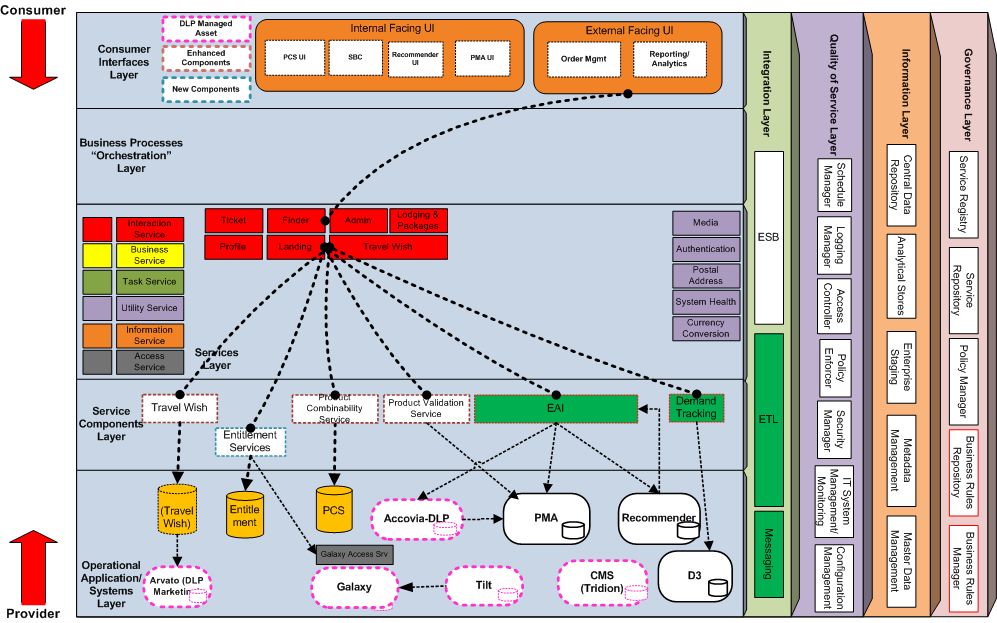 Consumer
DLP Managed
Asset
Enhanced
Components
New Components
Consumer
Interfaces
Layer
Internal Facing UI
PCS UI
SBC
Recommender
UI
PMA UI
External Facing UI
Order Mgmt
Reporting/
Analytics
Business Processes
"Orchestration"
Layer
Interaction
Service
Business
Service
Task Service
Utility Service
Information
Service
Access
Service
Services
Layer
Ticket
Finder
Admin
Lodging &
Packages
Profile
Landing
Travel Wish
Media
Authentication
Postal
Address
System Health
Currency
Conversion
Service
Components
Layer
Travel Wish
Entitlement
Services
Product
Combinability
Service
Product Validation
Service
EAI
Demand
Tracking
(Travel
Wish)
Entitle
ment
PCS
Accovia-DLP
PMA
Recommender
Galaxy Access Srv
Operational
Application/
Systems
Layer
Arvato (DLP
Marketing
Galaxy
Tilt
CMS
(Tridion)
D3
Provider
Integration Layer
ESB
ETL
Messaging
Quality of Service Layer
Schedule
Manager
Logging
Manager
Access
Controller
Policy
Enforcer
Security
Manager
IT System
Management/
Monitoring
Configuration
Management
Information Layer
Central Data
Repository
Analytical Stores
Enterprise
Staging
Metadata
Management
Master Data
Management
Governance Layer
Service Registry
Service
Repository
Policy Manager
Business Rules
Repository
Business Rules
Manager